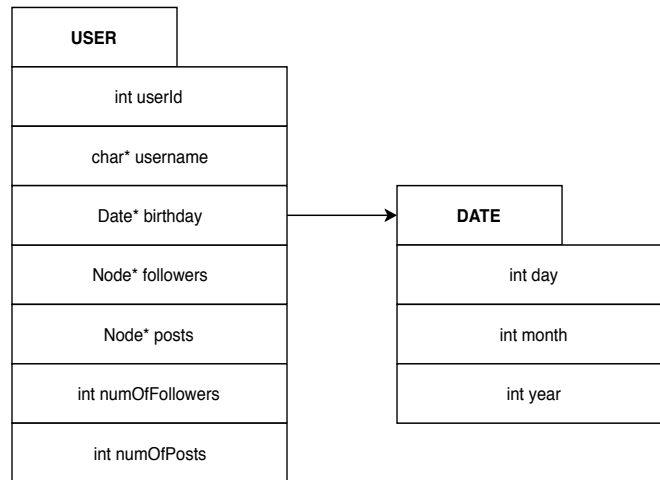 USER
int userId
char* username
Date* birthday
Node* followers
Node* posts
int numOfFollowers
int numOfPosts
DATE
int day
int month
int year